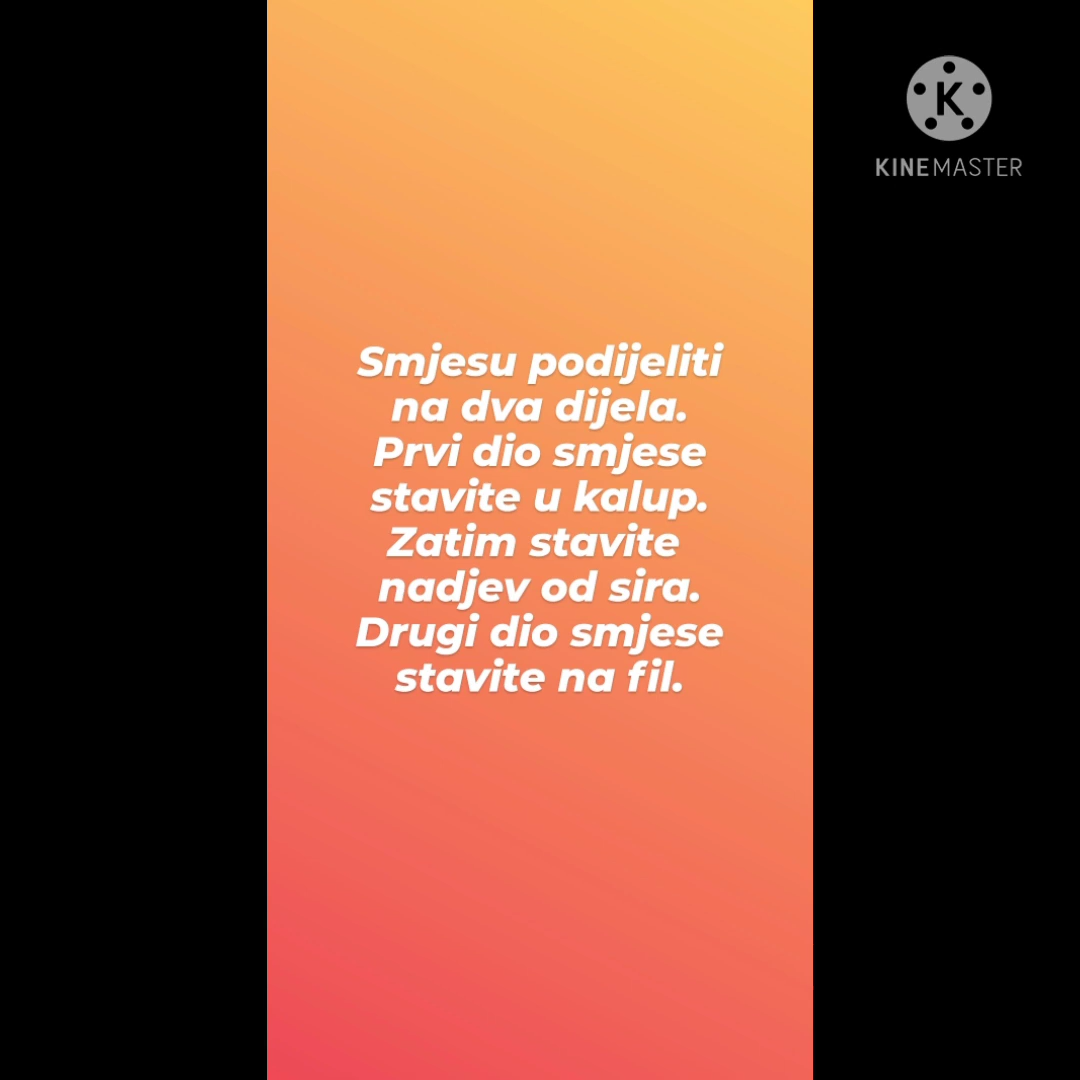 KINEMASTER
Smjesu podijeliti
na dva dijela.
Prvi dio smjese
stavite u kalup.
Zatim stavite
nadjev od sira.
Drugi dio smjese
stavite na fil.